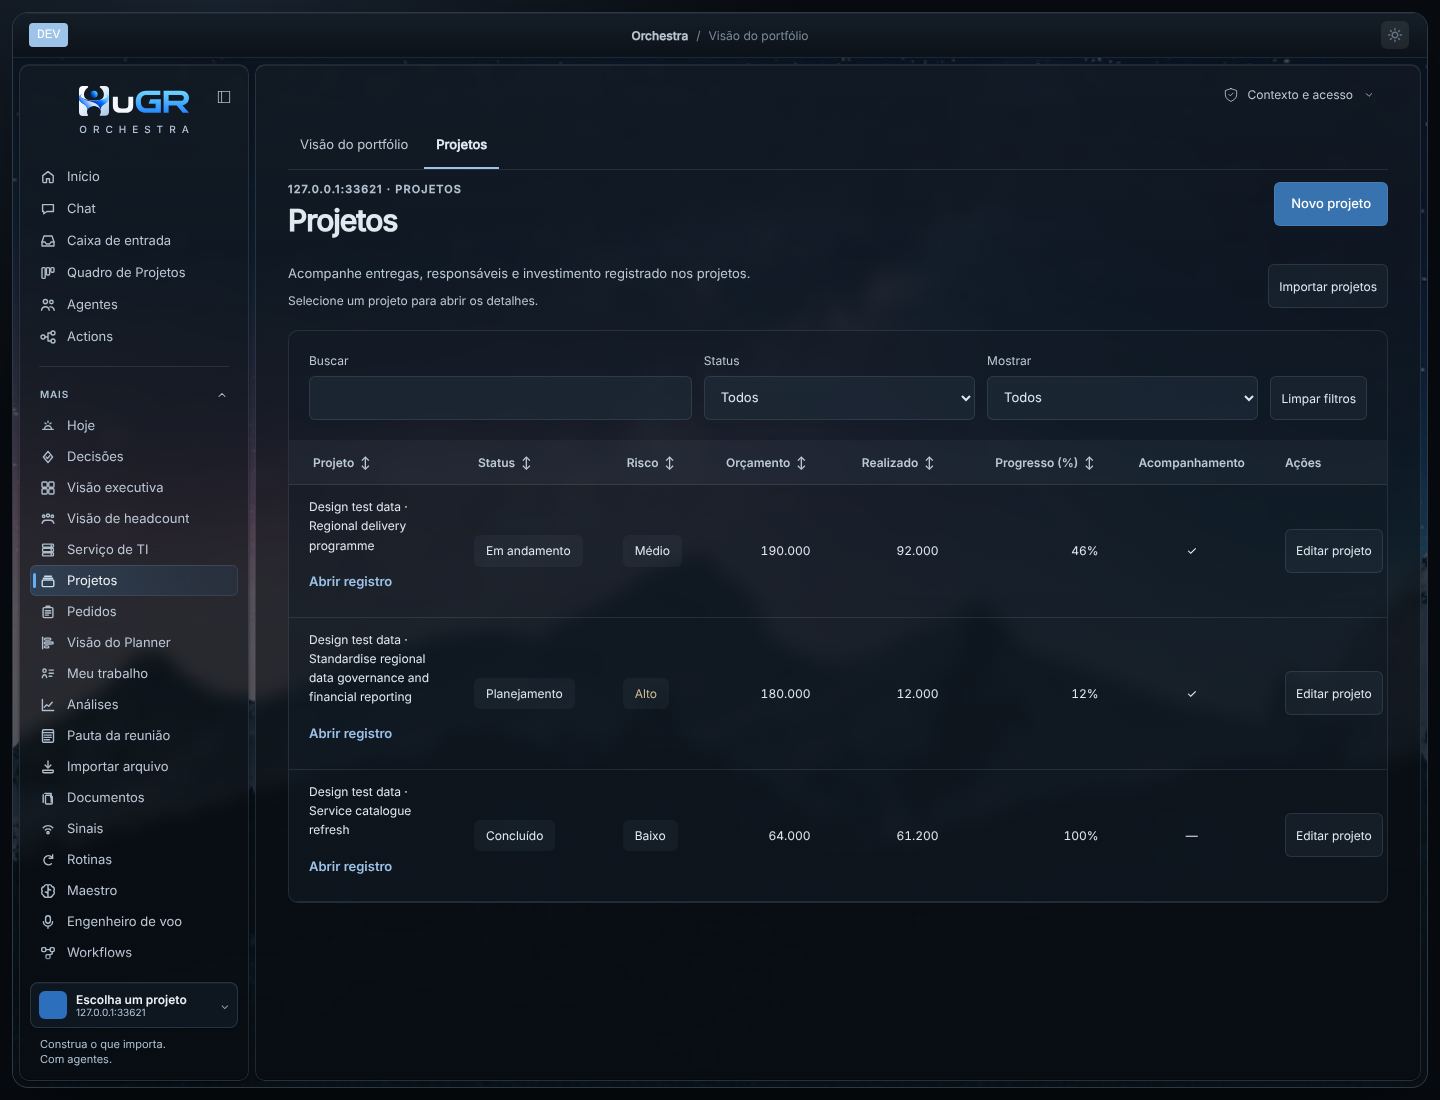 DEV
Orchestra / Visão do portfólio
HuGR
ORCHESTRA
Início
Chat
Caixa de entrada
Quadro de Projetos
Agentes
Actions
MAIS
Hoje
Decisões
Visão executiva
Visão de headcount
Serviço de TI
Projetos
Pedidos
Visão do Planner
Meu trabalho
Análises
Pauta da reunião
Importar arquivo
Documentos
Sinais
Rotinas
Maestro
Engenheiro de voo
Workflows
Escolha um projeto
127.0.0.1:33621
Construa o que importa.
Com agentes.
Contexto e acesso
Visão do portfólio Projetos
127.0.0.1:33621 · PROJETOS
Projetos
Novo projeto
Acompanhe entregas, responsáveis e investimento registrado nos projetos.
Selecione um projeto para abrir os detalhes.
Importar projetos
Buscar Status Mostrar
Todos Todos Limpar filtros
Projeto Status Risco Orçamento Realizado Progresso (%) Acompanhamento Ações
Design test data ·
Regional delivery
programme
Abrir registro
Em andamento Médio 190.000 92.000 46% ✓ Editar projeto
Design test data ·
Standardise regional
data governance and
financial reporting
Abrir registro
Planejamento Alto 180.000 12.000 12% ✓ Editar projeto
Design test data ·
Service catalogue
refresh
Abrir registro
Concluído Baixo 64.000 61.200 100% — Editar projeto